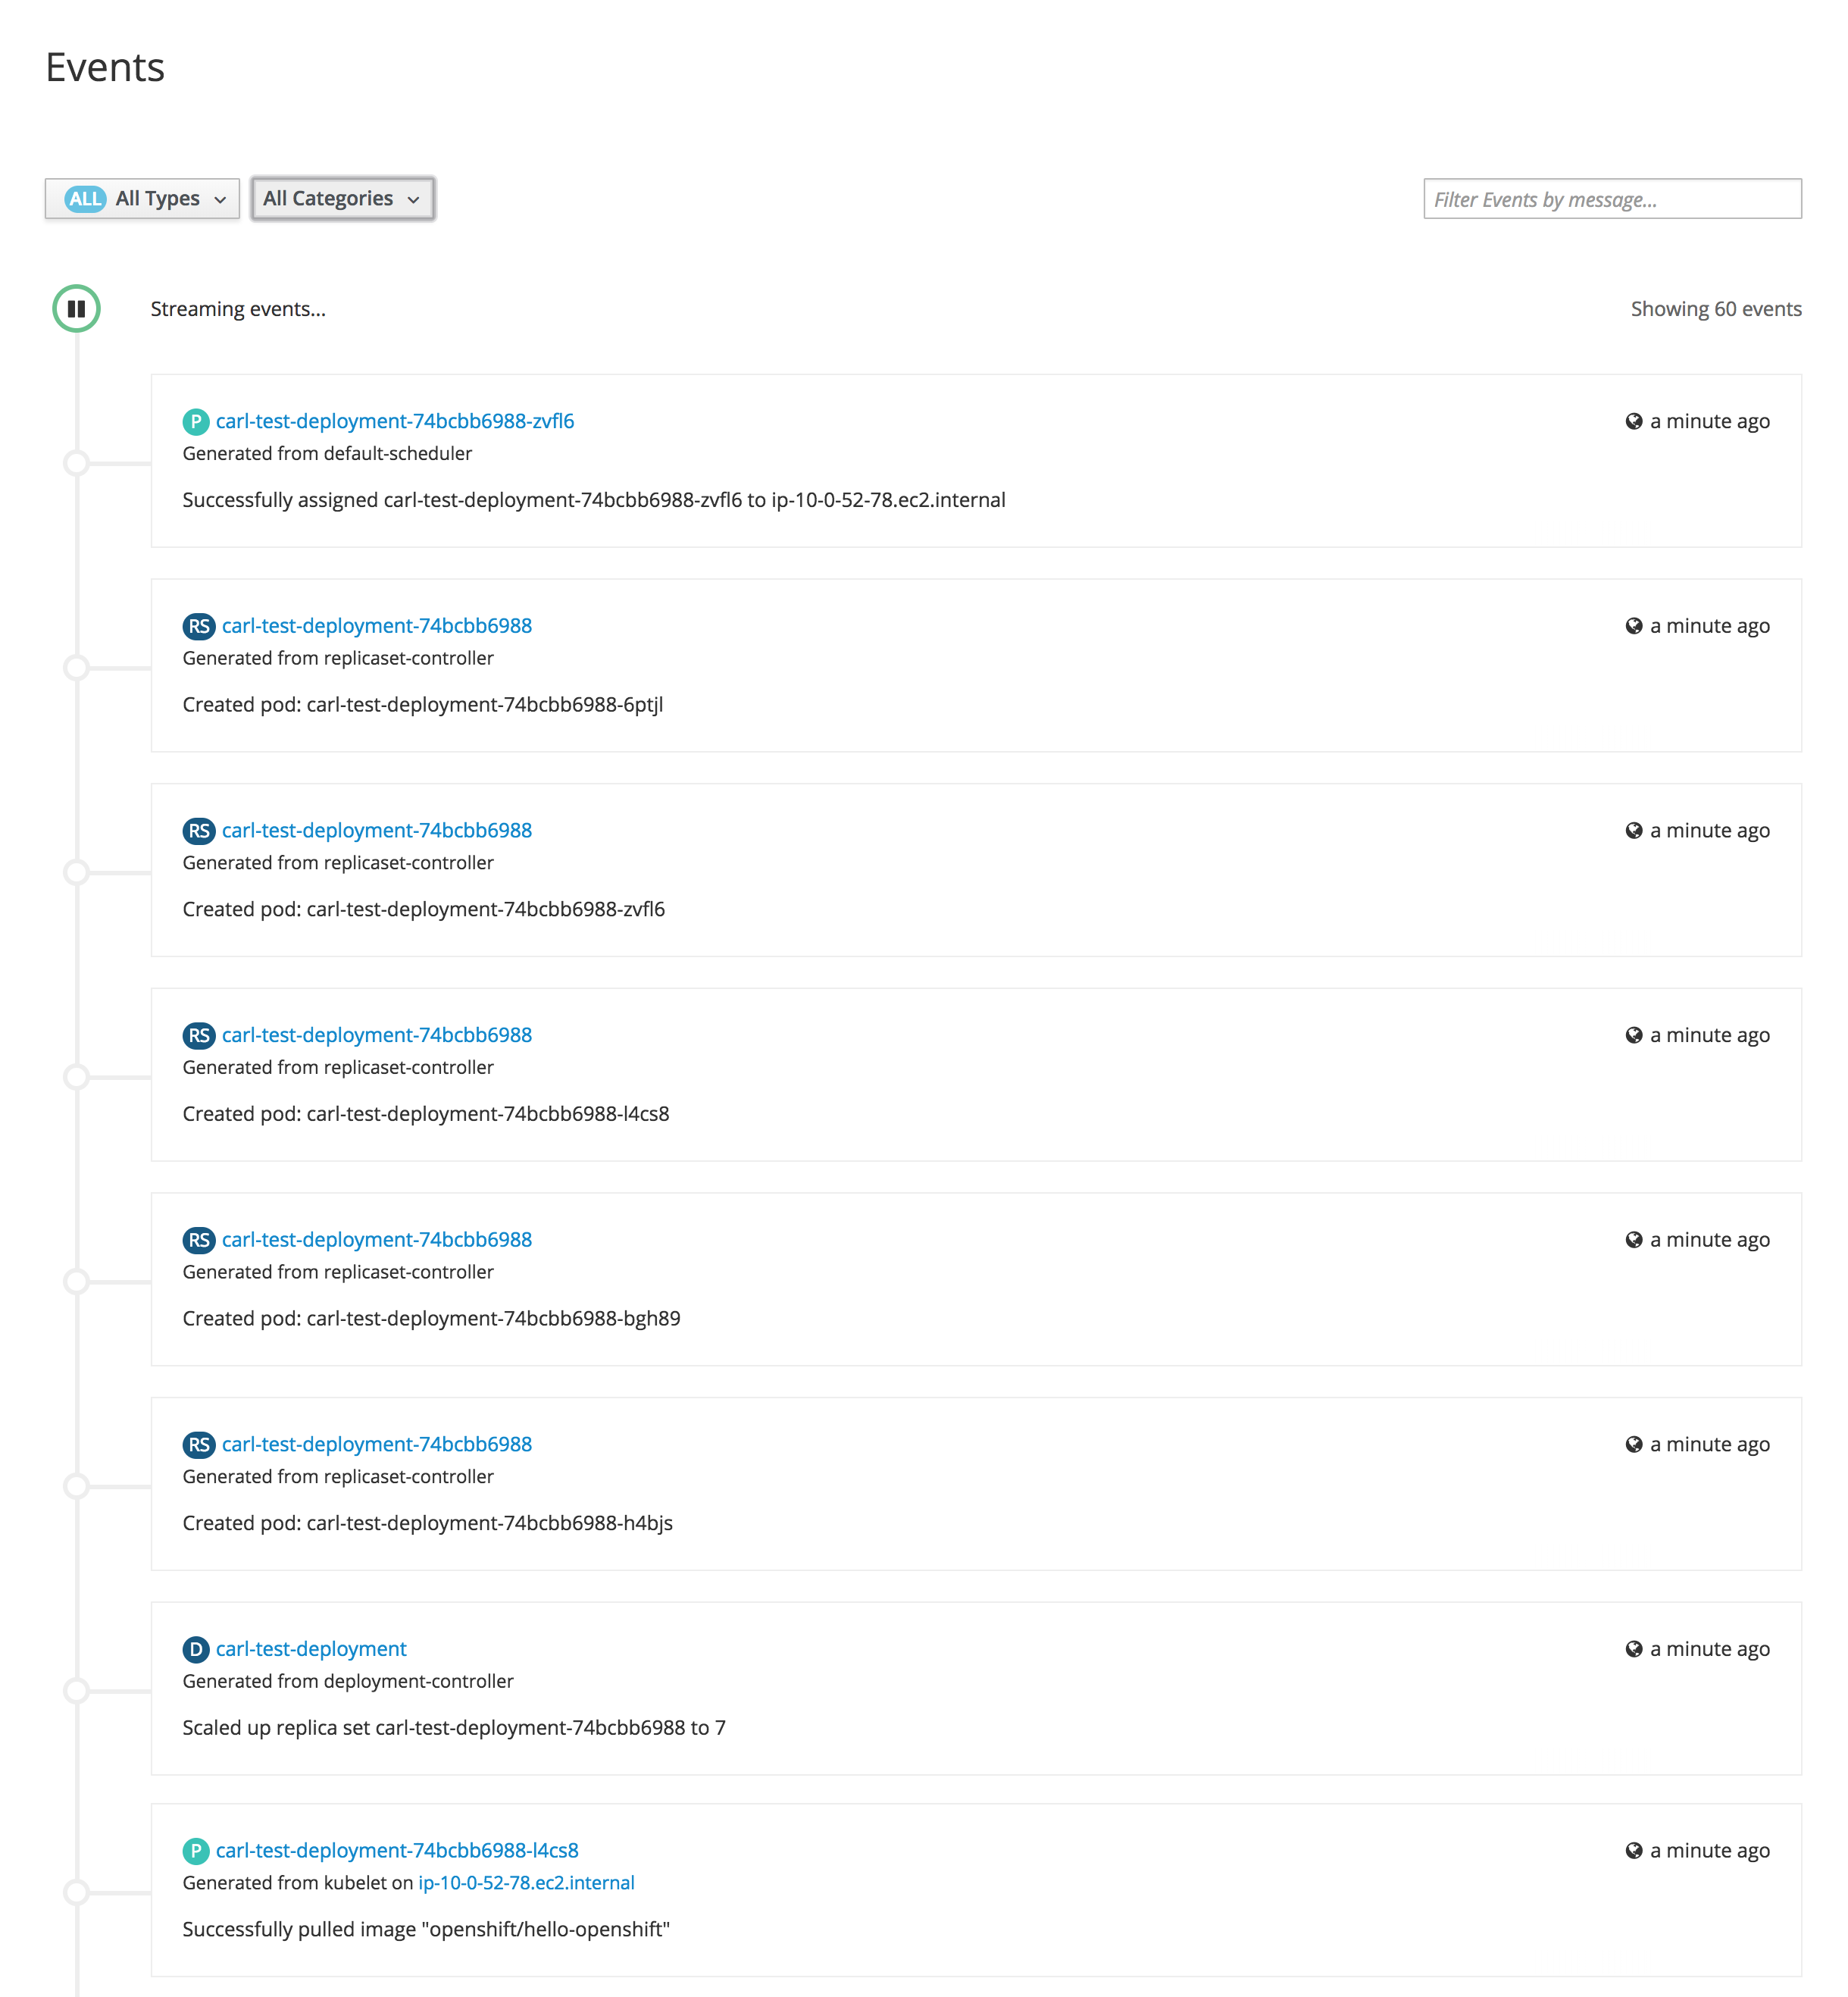 Events
ALL All Types All Categories Filter Events by message...
Streaming events... Showing 60 events
P carl-test-deployment-74bcbb6988-zvfl6 a minute ago
Generated from default-scheduler
Successfully assigned carl-test-deployment-74bcbb6988-zvfl6 to ip-10-0-52-78.ec2.internal
RS carl-test-deployment-74bcbb6988 a minute ago
Generated from replicaset-controller
Created pod: carl-test-deployment-74bcbb6988-6ptjl
RS carl-test-deployment-74bcbb6988 a minute ago
Generated from replicaset-controller
Created pod: carl-test-deployment-74bcbb6988-zvfl6
RS carl-test-deployment-74bcbb6988 a minute ago
Generated from replicaset-controller
Created pod: carl-test-deployment-74bcbb6988-l4cs8
RS carl-test-deployment-74bcbb6988 a minute ago
Generated from replicaset-controller
Created pod: carl-test-deployment-74bcbb6988-bgh89
RS carl-test-deployment-74bcbb6988 a minute ago
Generated from replicaset-controller
Created pod: carl-test-deployment-74bcbb6988-h4bjs
D carl-test-deployment a minute ago
Generated from deployment-controller
Scaled up replica set carl-test-deployment-74bcbb6988 to 7
P carl-test-deployment-74bcbb6988-l4cs8 a minute ago
Generated from kubelet on ip-10-0-52-78.ec2.internal
Successfully pulled image "openshift/hello-openshift"